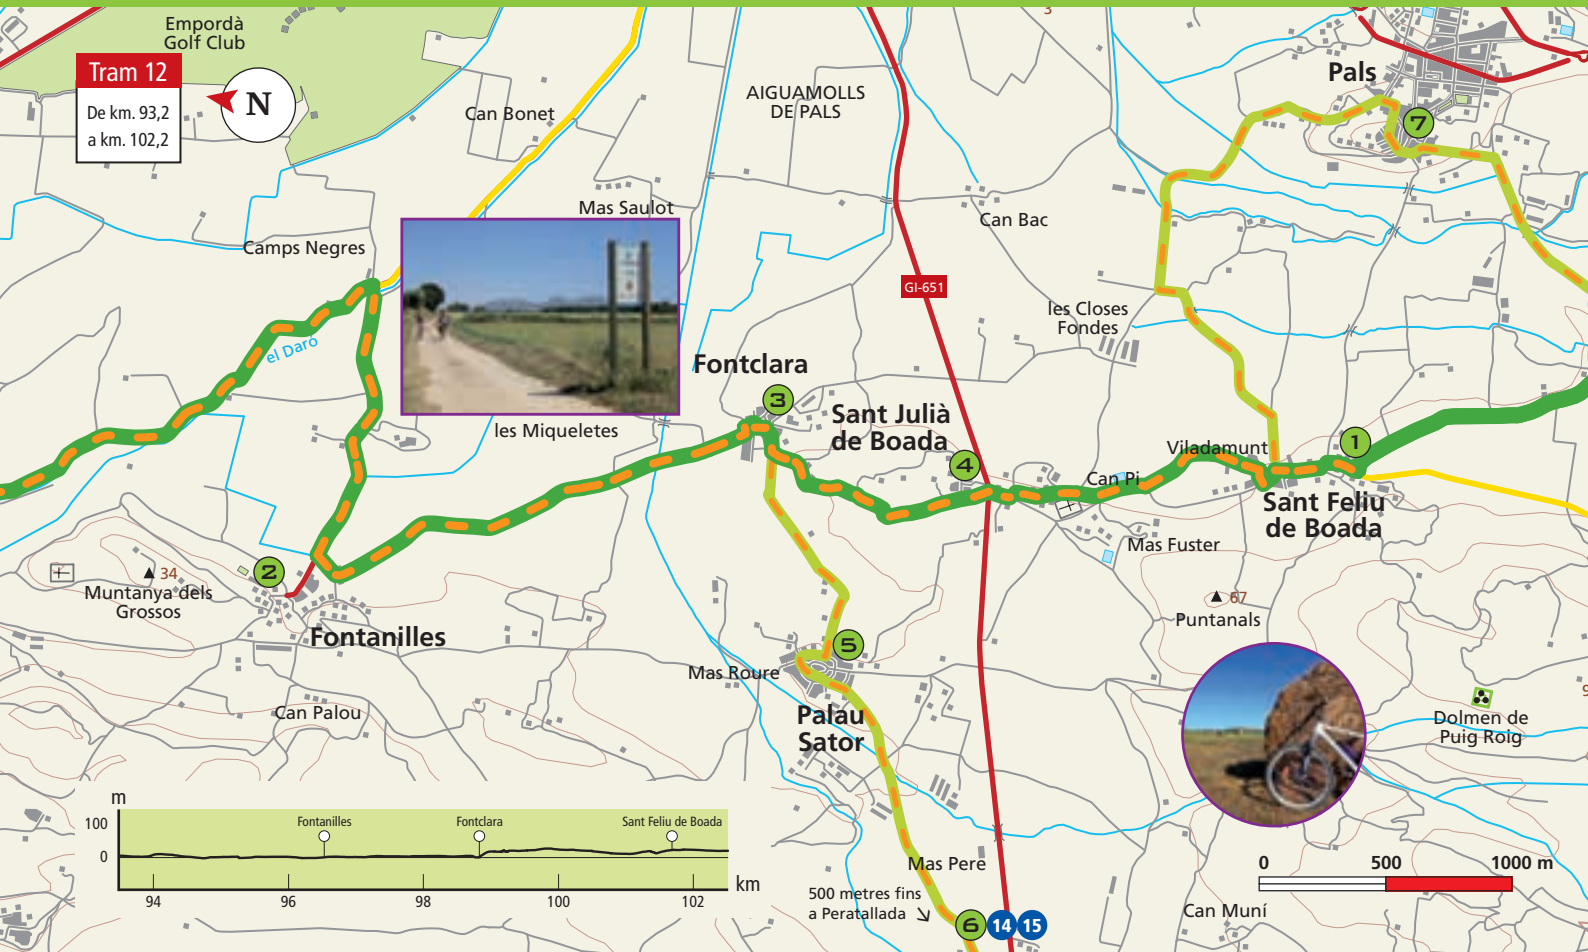 Empordà
Golf Club
3
Tram 12
De km. 93,2
a km. 102,2
N
Can Bonet
AIGUAMOLLS
DE PALS
Pals
7
Mas Saulot
Can Bac
Camps Negres
GI-651
les Closes
Fondes
el Daró
Fontclara
3
Sant Julià
de Boada
les Miqueletes
4
Viladamunt
1
Can Pi
Sant Feliu
de Boada
Mas Fuster
2
34
Muntanya dels
Grossos
67
Puntanals
Fontanilles
5
Mas Roure
9
Can Palou
Palau
Sator
Dolmen de
Puig Roig
m
100
0
Fontanilles
Fontclara
Sant Feliu de Boada
km
94
96
98
100
102
Mas Pere
0
500
1000 m
500 metres fins
a Peratallada
6
14
15
Can Muní